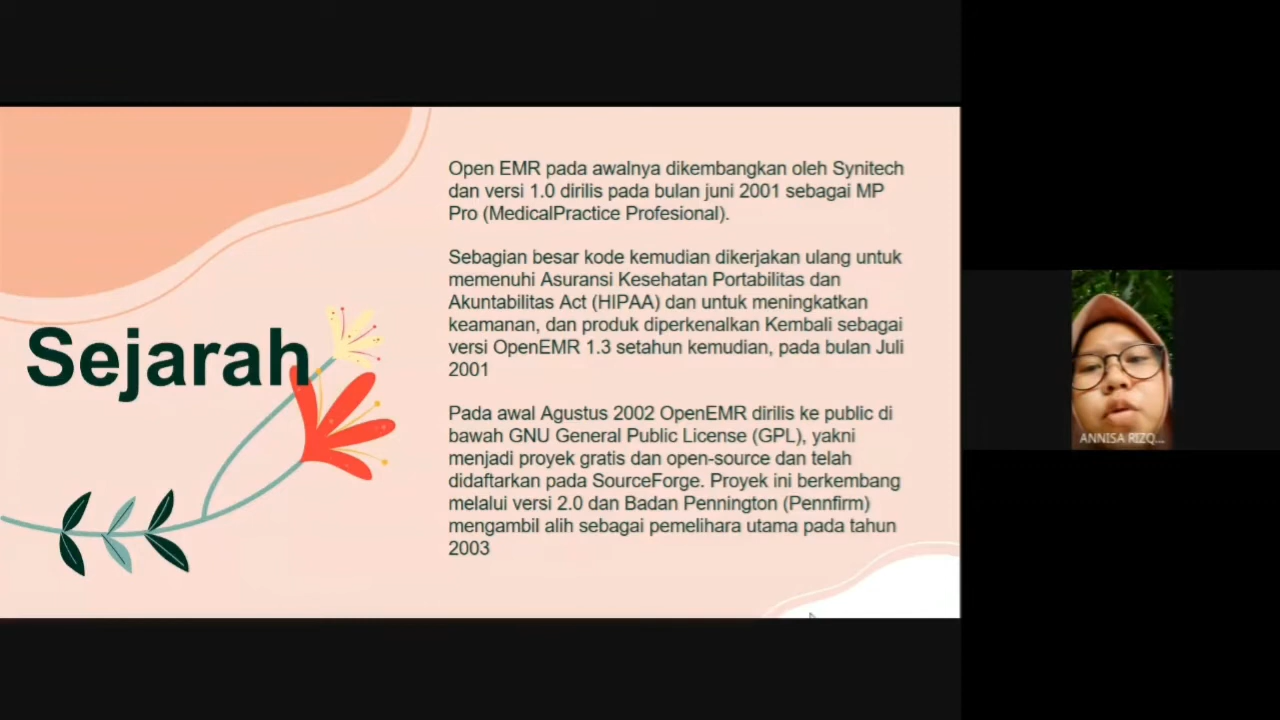 Sejarah
Open EMR pada awalnya dikembangkan oleh Synitech
dan versi 1.0 dirilis pada bulan juni 2001 sebagai MP
Pro (MedicalPractice Profesional).
Sebagian besar kode kemudian dikerjakan ulang untuk
memenuhi Asuransi Kesehatan Portabilitas dan
Akuntabilitas Act (HIPAA) dan untuk meningkatkan
keamanan, dan produk diperkenalkan Kembali sebagai
versi OpenEMR 1.3 setahun kemudian, pada bulan Juli
2001
Pada awal Agustus 2002 OpenEMR dirilis ke public di
bawah GNU General Public License (GPL), yakni
menjadi proyek gratis dan open-source dan telah
didaftarkan pada SourceForge. Proyek ini berkembang
melalui versi 2.0 dan Badan Pennington (Pennfirm)
mengambil alih sebagai pemelihara utama pada tahun
2003
ANNISA RIZQ...